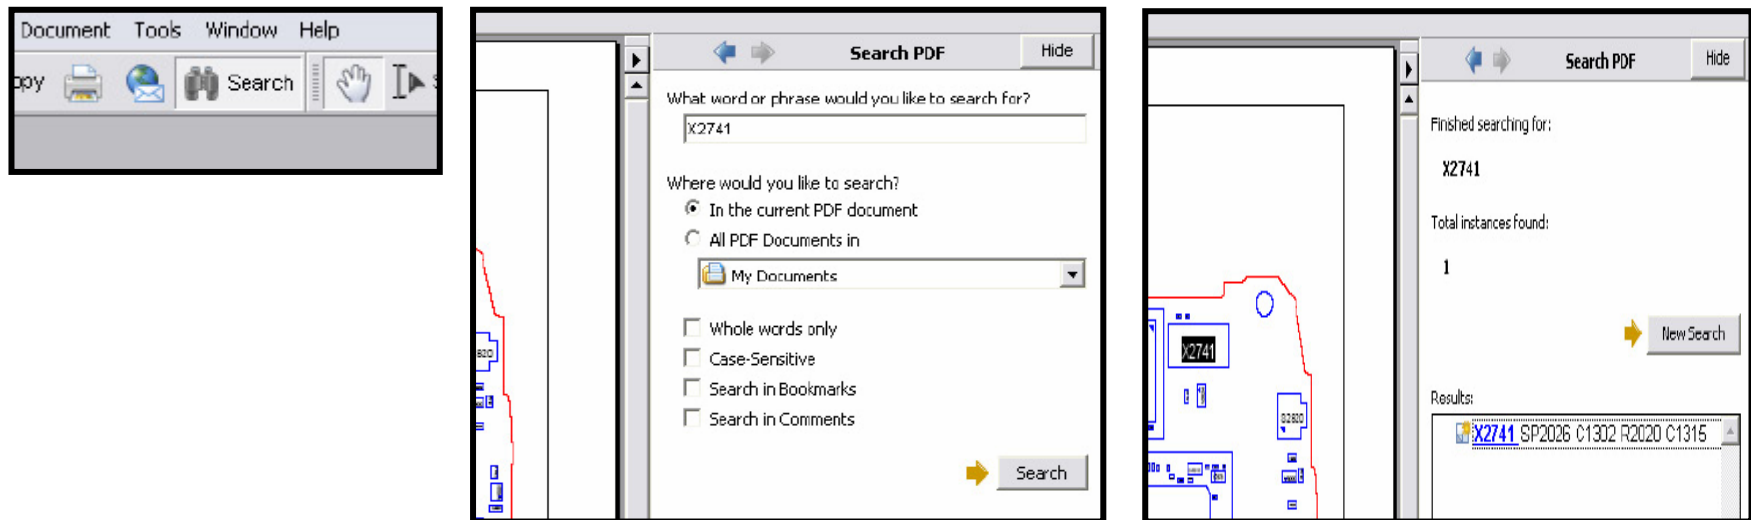 Document Tools Window Help
opy Search
Search PDF Hide
What word or phrase would you like to search for?
X2741
Where would you like to search?
In the current PDF document
All PDF Documents in
My Documents
Whole words only
Case-Sensitive
Search in Bookmarks
Search in Comments
Search
Search PDF Hide
Finished searching for:
X2741
Total instances found:
1
New Search
Results:
X2741 SP2026 C1302 R2020 C1315
X2741